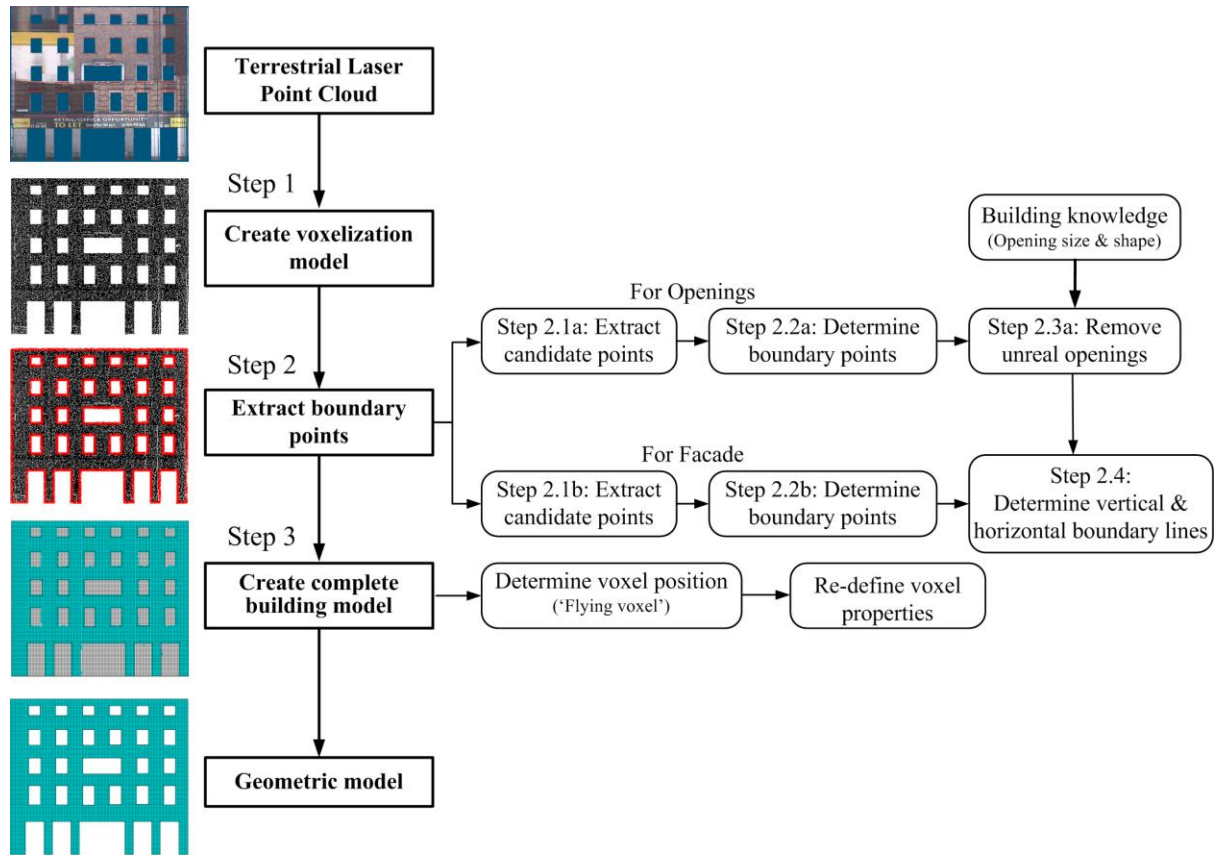 Terrestrial Laser
Point Cloud
Step 1
Create voxelization
model
Building knowledge
(Opening size & shape)
For Openings
Step 2.1a: Extract
candidate points
Step 2.2a: Determine
boundary points
Step 2.3a: Remove
unreal openings
Step 2
Extract boundary
points
For Facade
Step 2.1b: Extract
candidate points
Step 2.2b: Determine
boundary points
Step 2.4:
Determine vertical &
horizontal boundary lines
Step 3
Create complete
building model
Determine voxel position
(‘Flying voxel’)
Re-define voxel
properties
Geometric model
RETAIL/OFFICE OPPORTUNIT
TO LET